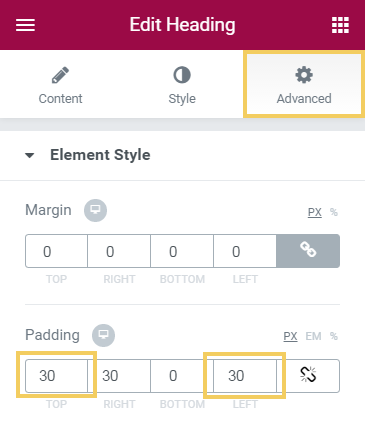 Edit Heading
Content Style Advanced
Element Style
Margin PX %
0 0 0 0
TOP RIGHT BOTTOM LEFT
Padding PX EM %
30 30 0 30
TOP RIGHT BOTTOM LEFT